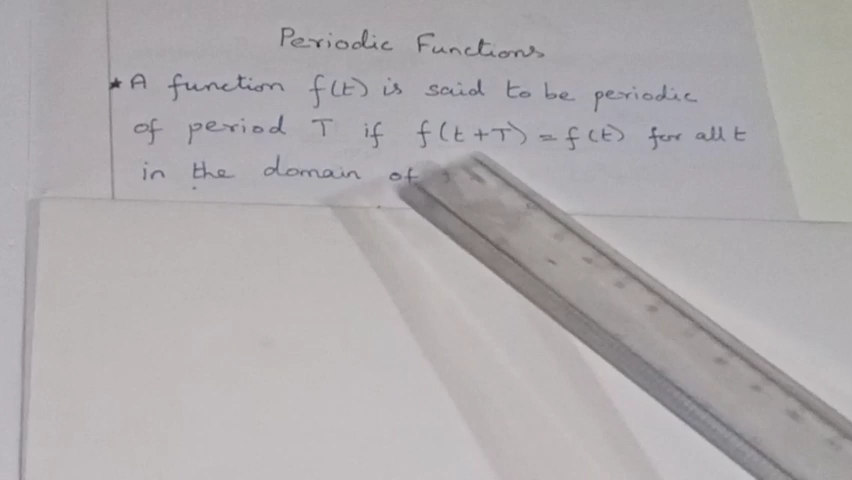 Periodic Functions
* A function f(t) is said to be periodic
of period T if f(t+T) = f(t) for all t
in the domain of